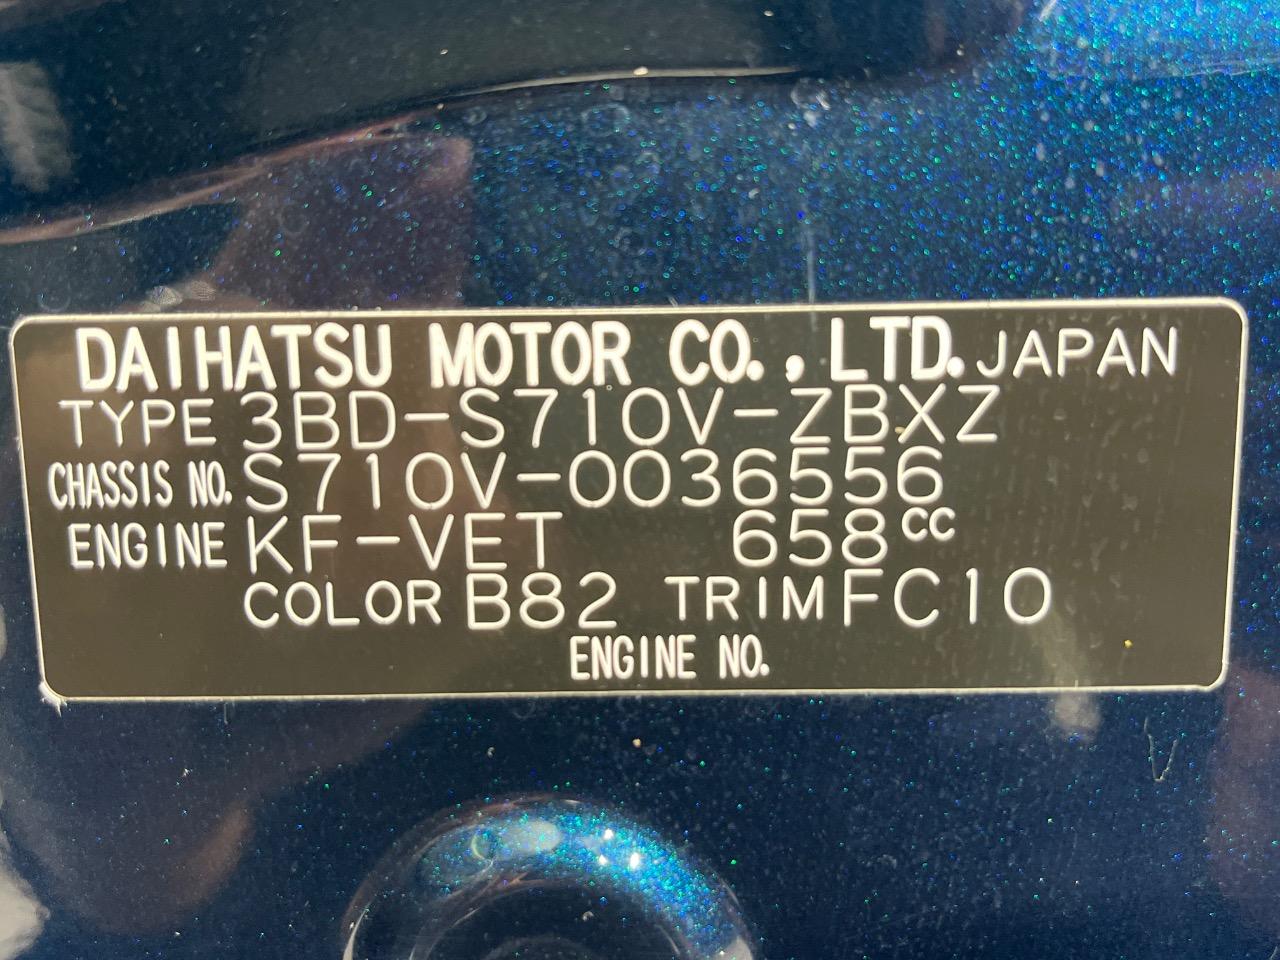 DAIHATSU MOTOR CO., LTD. JAPAN
TYPE 3BD-S710V-ZBXZ
CHASSIS NO. S710V-0036556
ENGINE KF-VET 658cc
COLOR B82 TRIM FC10
ENGINE NO.